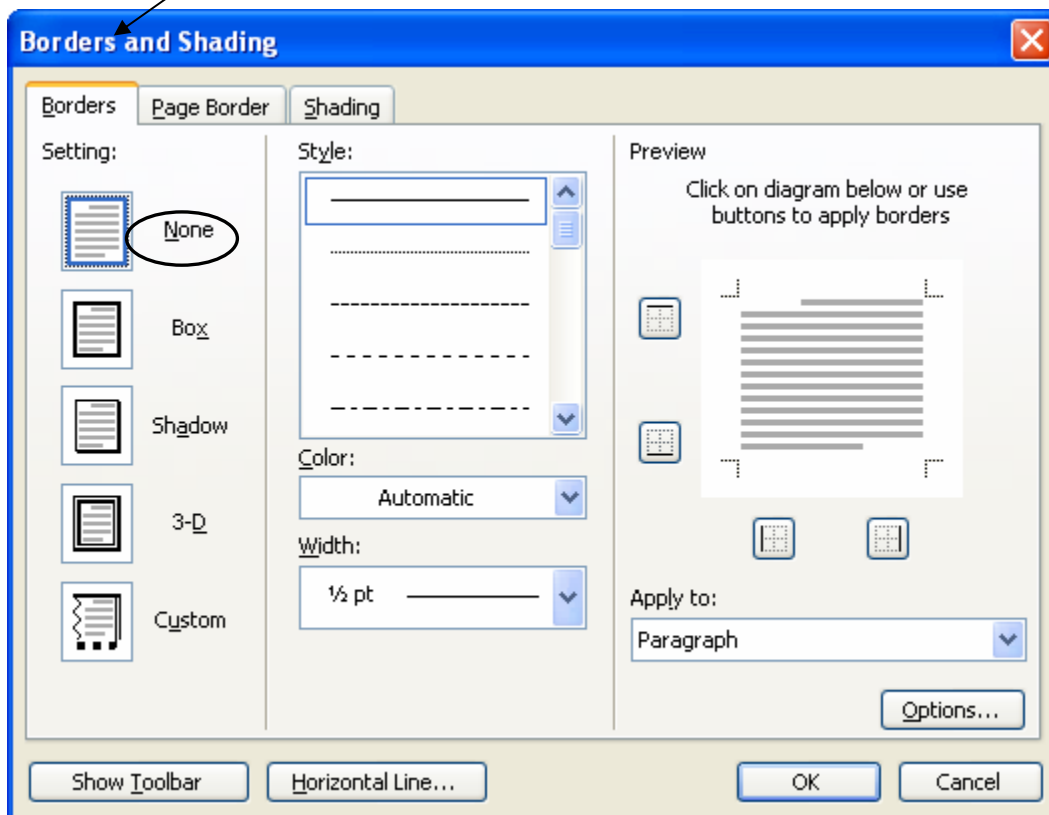 Borders and Shading
Borders
Page Border
Shading
Setting:
None
Box
Shadow
3-D
Custom
Style:
Color:
Automatic
Width:
½ pt
Preview
Click on diagram below or use
buttons to apply borders
Apply to:
Paragraph
Options...
Show Toolbar
Horizontal Line...
OK
Cancel